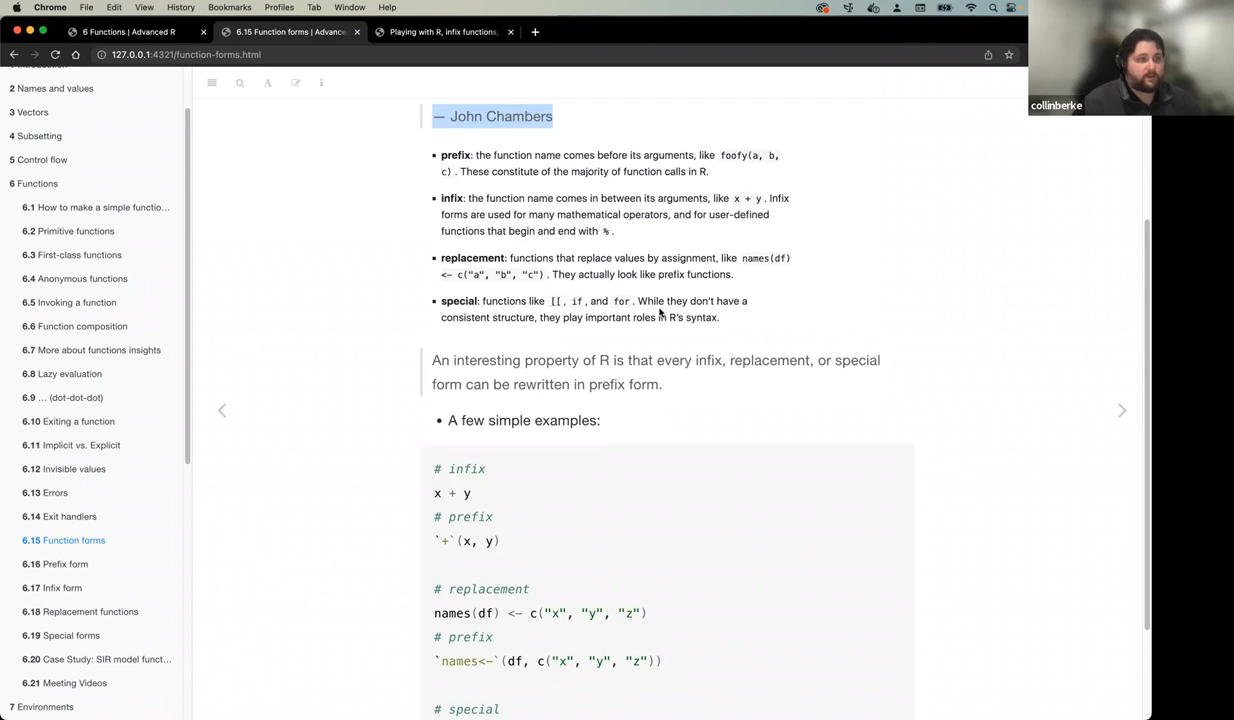 Chrome File Edit View History Bookmarks Profiles Tab Window Help
6 Functions | Advanced R
6.15 Function forms | Advanc
Playing with R, infix functions,
127.0.0.1:4321/function-forms.html
collinberke
2 Names and values
3 Vectors
4 Subsetting
5 Control flow
6 Functions
6.1 How to make a simple functio...
6.2 Primitive functions
6.3 First-class functions
6.4 Anonymous functions
6.5 Invoking a function
6.6 Function composition
6.7 More about functions insights
6.8 Lazy evaluation
6.9 ... (dot-dot-dot)
6.10 Exiting a function
6.11 Implicit vs. Explicit
6.12 Invisible values
6.13 Errors
6.14 Exit handlers
6.15 Function forms
6.16 Prefix form
6.17 Infix form
6.18 Replacement functions
6.19 Special forms
6.20 Case Study: SIR model funct...
6.21 Meeting Videos
7 Environments
— John Chambers
prefix: the function name comes before its arguments, like foofy(a, b,
c) . These constitute of the majority of function calls in R.
infix: the function name comes in between its arguments, like x + y . Infix
forms are used for many mathematical operators, and for user-defined
functions that begin and end with % .
replacement: functions that replace values by assignment, like names(df)
<- c("a", "b", "c") . They actually look like prefix functions.
special: functions like [[ , if , and for . While they don't have a
consistent structure, they play important roles in R's syntax.
An interesting property of R is that every infix, replacement, or special
form can be rewritten in prefix form.
• A few simple examples:
# infix
x + y
# prefix
`+`(x, y)
# replacement
names(df) <- c("x", "y", "z")
# prefix
`names<-`(df, c("x", "y", "z"))
# special